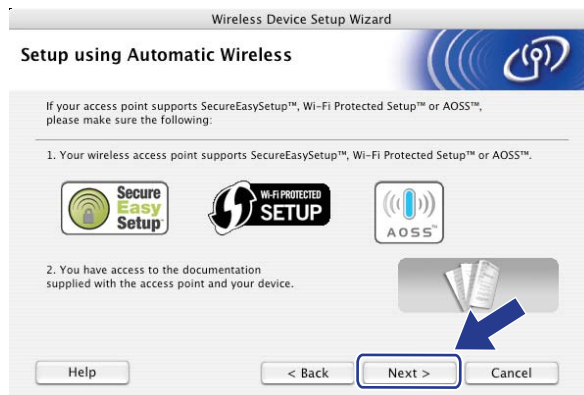 Wireless Device Setup Wizard
Setup using Automatic Wireless
If your access point supports SecureEasySetup™, Wi-Fi Protected Setup™ or AOSS™,
please make sure the following:
1. Your wireless access point supports SecureEasySetup™, Wi-Fi Protected Setup™ or AOSS™.
Secure
Easy
Setup
Wi-Fi PROTECTED
SETUP
AOSS™
2. You have access to the documentation
supplied with the access point and your device.
Help
< Back
Next >
Cancel